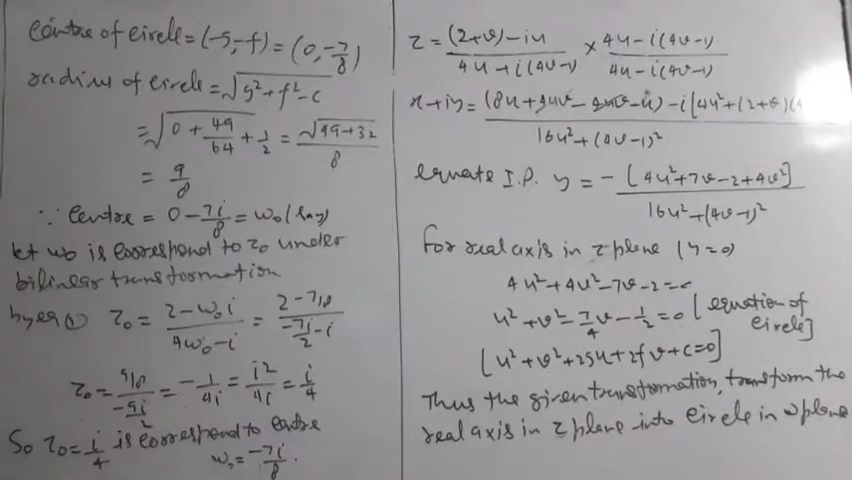 Centre of circle = (-g, -f) = (0, -7/8)
radius of circle = √g²+f²-c
= √0 + 49/64 + 1/2 = √49+32 / 8
= 9/8
∵ Centre = 0 - 7i/8 = w₀ (say)
let w₀ is correspond to z₀ under
bilinear transformation.
by eq ① z₀ = 2-w₀i / 4w₀-i = 2-7/8 / -7i/2 - i
z₀ = 9/8 / -9i/2 = -1/4i = i²/4i = i/4
So z₀ = i/4 is correspond to centre
w₀ = -7i/8.
z = (2+v)-iu / 4u+i(4v-1) × 4u-i(4v-1) / 4u-i(4v-1)
x+iy = (8u+4uv-4uv-u) - i[4u²+(2+v)(4 / 16u²+(4v-1)²
equate I.P. y = -[4u²+7v-2+4v²] / 16u²+(4v-1)²
For real axis in z plane (y=0)
4u²+4v²-7v-2=0
u²+v²-7/4v-1/2=0 [equation of circle]
[u²+v²+2gu+2fv+c=0]
Thus the given transformation, transform the
real axis in z plane into circle in w plane